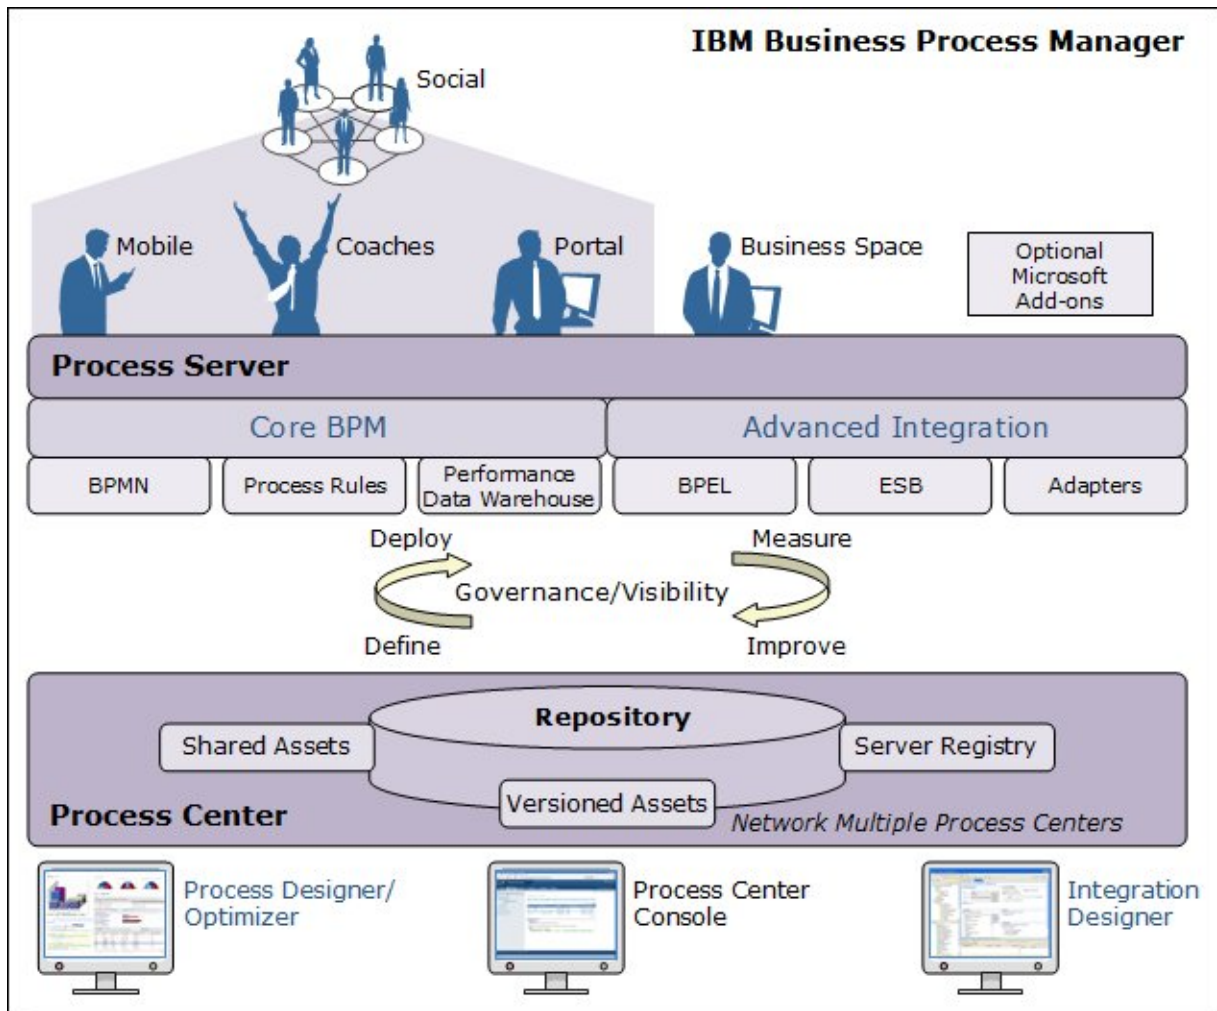 IBM Business Process Manager
Social
Mobile
Coaches
Portal
Business Space
Optional
Microsoft
Add-ons
Process Server
Core BPM
Advanced Integration
BPMN
Process Rules
Performance
Data Warehouse
BPEL
ESB
Adapters
Deploy
Measure
Governance/Visibility
Define
Improve
Repository
Shared Assets
Server Registry
Versioned Assets
Process Center
Network Multiple Process Centers
Process Designer/
Optimizer
Process Center
Console
Integration
Designer